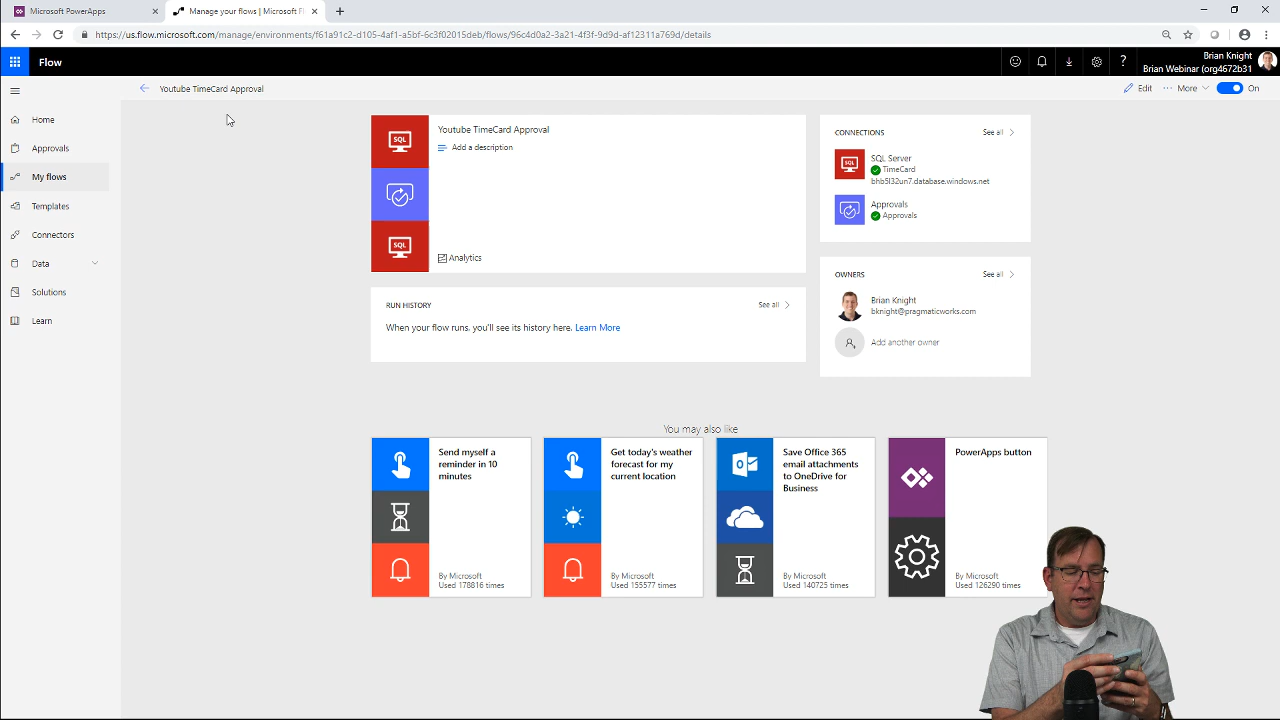 Microsoft PowerApps
Manage your flows | Microsoft Fl
https://us.flow.microsoft.com/manage/environments/f61a91c2-d105-4af1-a5bf-6c3f02015deb/flows/96c4d0a2-3a21-4f3f-9d9d-af12311a769d/details
Flow
Brian Knight
Brian Webinar (org4672b31
Youtube TimeCard Approval
Edit
More
On
Home
Approvals
My flows
Templates
Connectors
Data
Solutions
Learn
SQL
SQL
Youtube TimeCard Approval
Add a description
Analytics
CONNECTIONS
See all
SQL
SQL Server
TimeCard
bhb5l32un7.database.windows.net
Approvals
Approvals
RUN HISTORY
See all
When your flow runs, you'll see its history here. Learn More
OWNERS
See all
Brian Knight
bknight@pragmaticworks.com
Add another owner
You may also like
Send myself a
reminder in 10
minutes
By Microsoft
Used 178816 times
Get today's weather
forecast for my
current location
By Microsoft
Used 155577 times
Save Office 365
email attachments
to OneDrive for
Business
By Microsoft
Used 140725 times
PowerApps button
By Microsoft
Used 126290 times